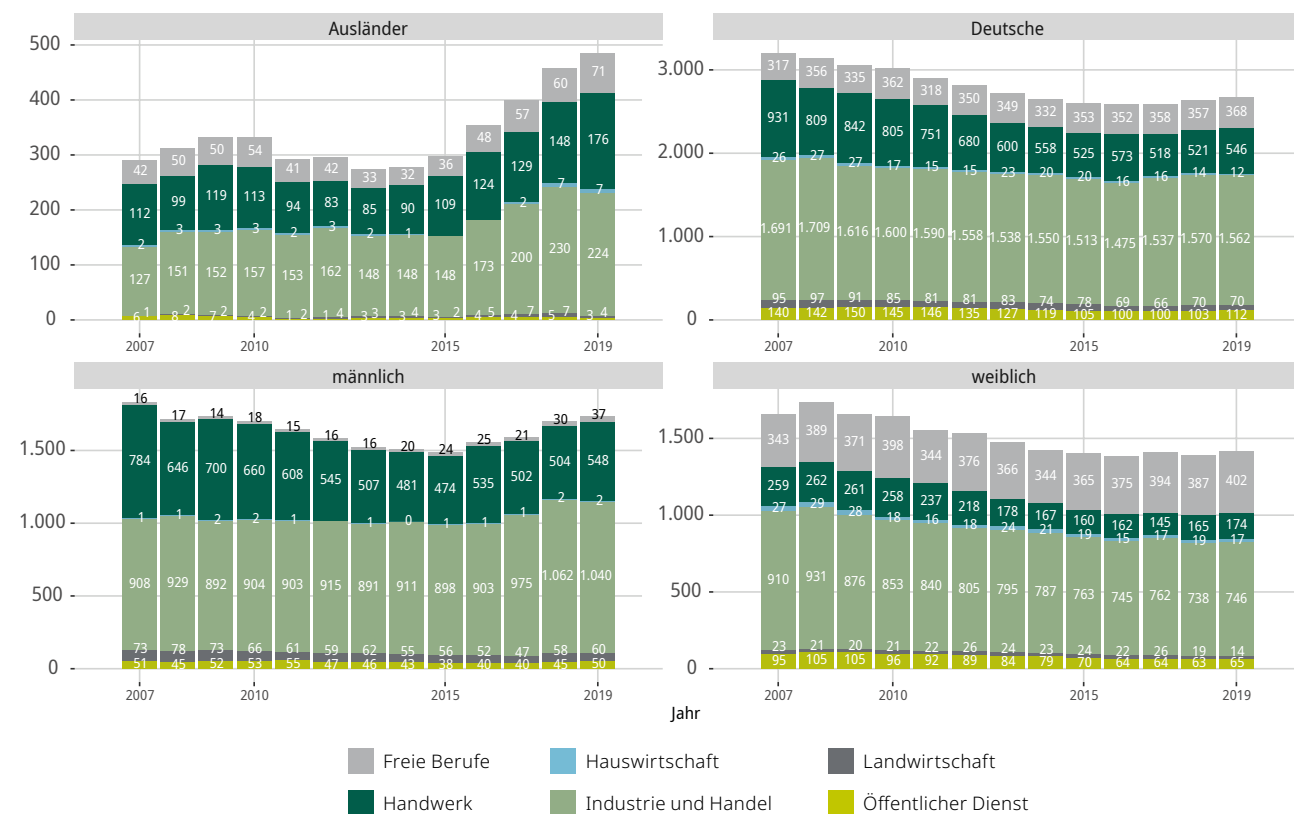 Ausländer
500
400
300
200
100
0
42 50 50 54 41 42 33 32 36 48 57 60 71
112 99 119 113 94 83 85 90 109 124 129 148 176
2 3 3 3 2 3 2 1 2 7 7
127 151 152 157 153 162 148 148 148 173 200 230 224
1 2 2 2 2 4 3 4 2 5 7 7 4
6 8 7 4 1 1 3 3 3 4 4 5 3
2007 2010 2015 2019
Deutsche
3.000
2.000
1.000
0
317 356 335 362 318 350 349 332 353 352 358 357 368
931 809 842 805 751 680 600 558 525 573 518 521 546
26 27 27 17 15 15 23 20 20 16 16 14 12
1.691 1.709 1.616 1.600 1.590 1.558 1.538 1.550 1.513 1.475 1.537 1.570 1.562
95 97 91 85 81 81 83 74 78 69 66 70 70
140 142 150 145 146 135 127 119 105 100 100 103 112
2007 2010 2015 2019
männlich
1.500
1.000
500
0
16 17 14 18 15 16 16 20 24 25 21 30 37
784 646 700 660 608 545 507 481 474 535 502 504 548
1 1 2 2 1 1 0 1 1 1 2 2
908 929 892 904 903 915 891 911 898 903 975 1.062 1.040
73 78 73 66 61 59 62 55 56 52 47 58 60
51 45 52 53 55 47 46 43 38 40 40 45 50
2007 2010 2015 2019
weiblich
1.500
1.000
500
0
343 389 371 398 344 376 366 344 365 375 394 387 402
259 262 261 258 237 218 178 167 160 162 145 165 174
27 29 28 18 16 18 24 21 19 15 17 19 17
910 931 876 853 840 805 795 787 763 745 762 738 746
23 21 20 21 22 26 24 23 24 22 26 19 14
95 105 105 96 92 89 84 79 70 64 64 63 65
2007 2010 2015 2019
Jahr
Freie Berufe Hauswirtschaft Landwirtschaft
Handwerk Industrie und Handel Öffentlicher Dienst